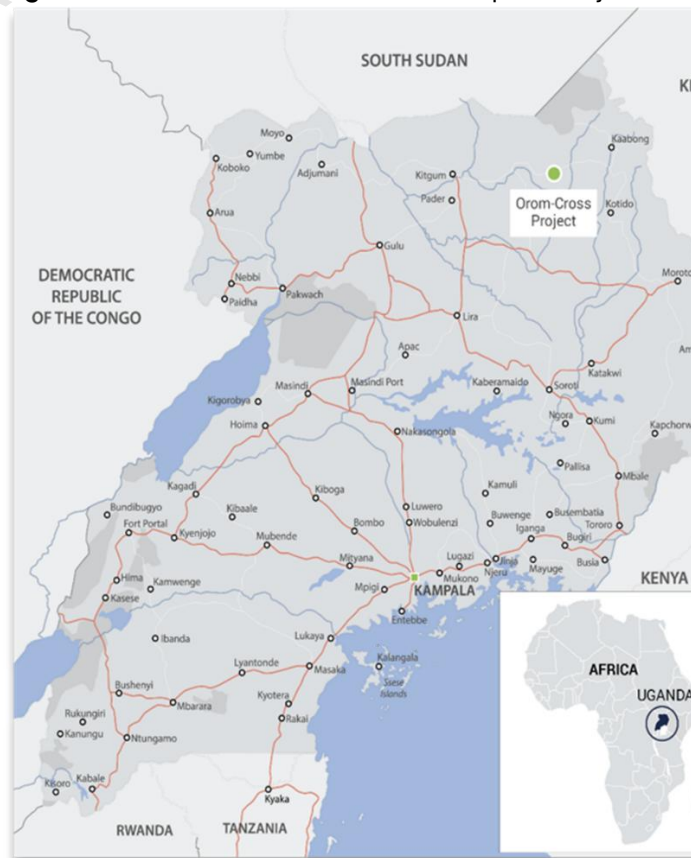 SOUTH SUDAN
Moyo
Yumbe
Koboko
Adjumani
Kitgum
Kaabong
Pader
Orom-Cross
Project
Kotido
Arua
Gulu
DEMOCRATIC
REPUBLIC
OF THE CONGO
Nebbi
Paidha
Pakwach
Moroto
Lira
Apac
Katakwi
Masindi
Masindi Port
Kaberamaido
Soroti
Kigorobya
Ngora
Kumi
Hoima
Nakasongola
Kapchorw
Pallisa
Mbale
Kagadi
Kiboga
Kamuli
Bundibugyo
Kibaale
Luwero
Wobulenzi
Buwenge
Busembatia
Tororo
Fort Portal
Kyenjojo
Mubende
Bombo
Iganga
Bugiri
Mityana
Lugazi
Jinja
Busia
Hima
Kamwenge
Mpigi
KAMPALA
Mukono
Njeru
Mayuge
KENYA
Kasese
Entebbe
Ibanda
Lukaya
Kalangala
Ssese
Islands
Lyantonde
Masaka
AFRICA
UGANDA
Bushenyi
Mbarara
Kyotera
Rakai
Rukungiri
Kanungu
Ntungamo
Kisoro
Kabale
Kyaka
RWANDA
TANZANIA